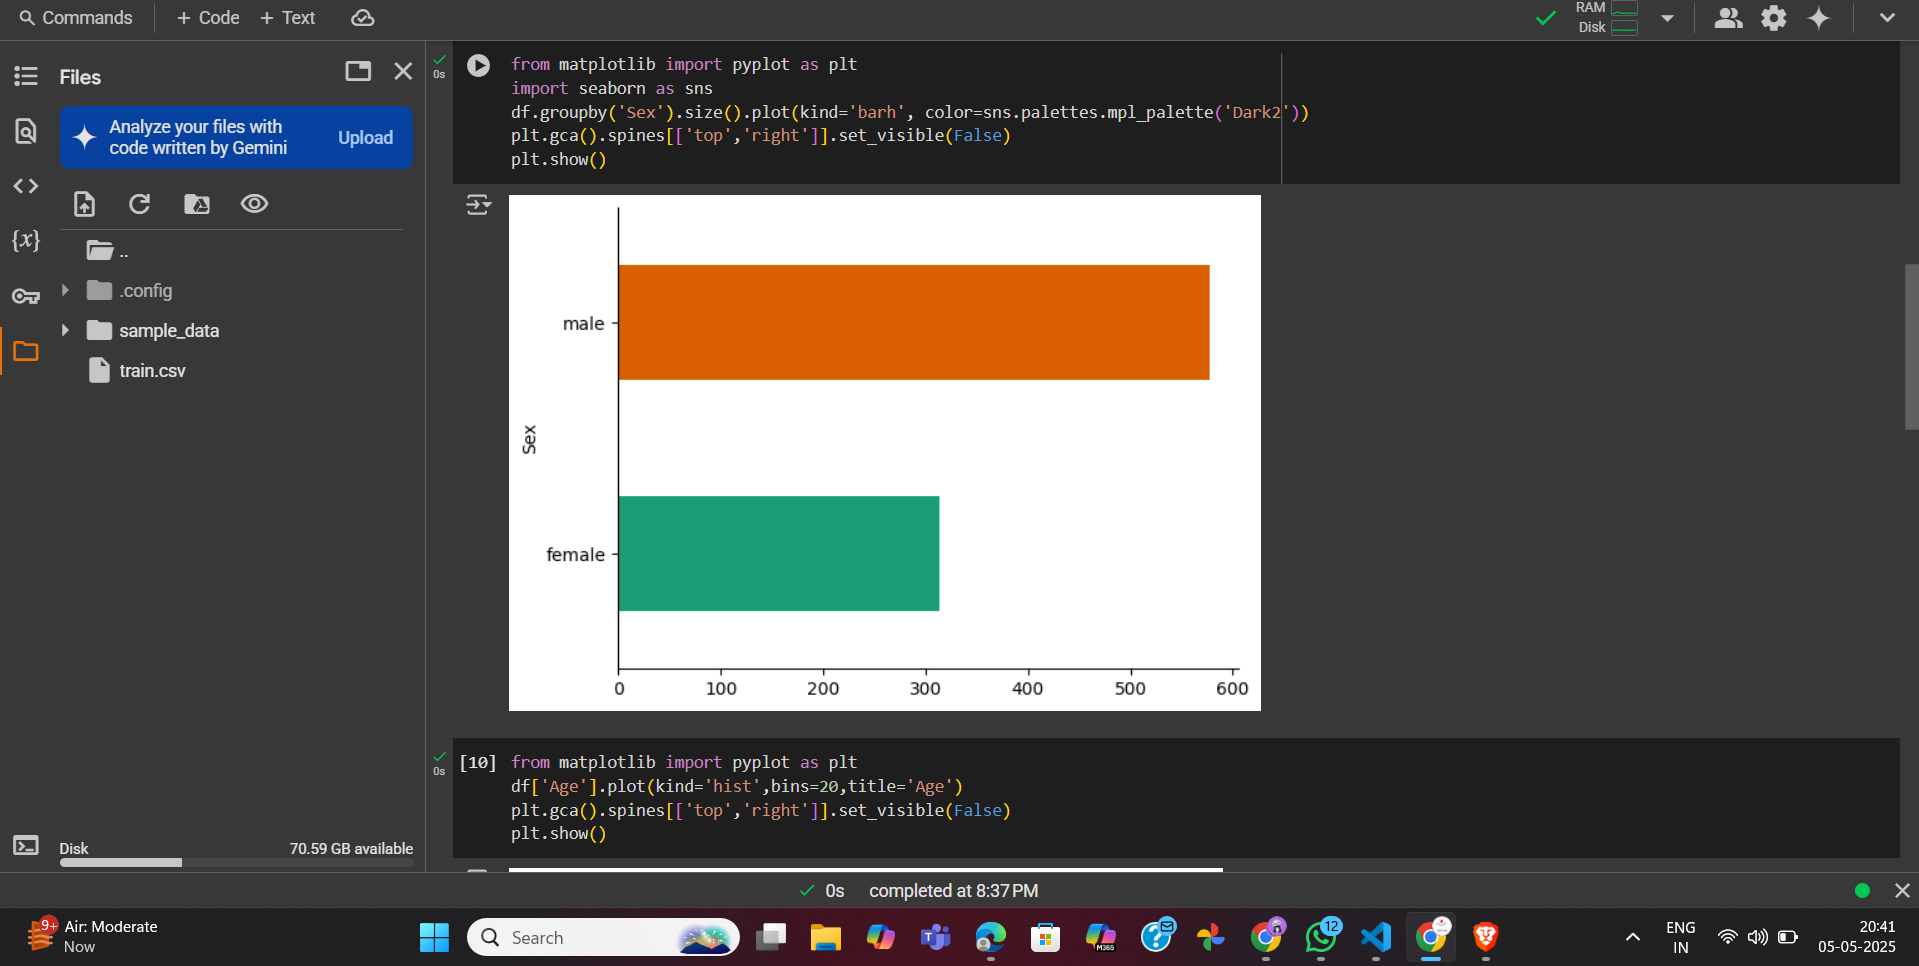 Commands
+ Code
+ Text
RAM
Disk
Files
Analyze your files with
code written by Gemini
Upload
..
.config
sample_data
train.csv
Disk
70.59 GB available
0s
from matplotlib import pyplot as plt
import seaborn as sns
df.groupby('Sex').size().plot(kind='barh', color=sns.palettes.mpl_palette('Dark2'))
plt.gca().spines[['top','right']].set_visible(False)
plt.show()
male
Sex
female
0 100 200 300 400 500 600
0s
[10]
from matplotlib import pyplot as plt
df['Age'].plot(kind='hist',bins=20,title='Age')
plt.gca().spines[['top','right']].set_visible(False)
plt.show()
0s completed at 8:37 PM
9+
Air: Moderate
Now
Search
M365
12
ENG
IN
20:41
05-05-2025